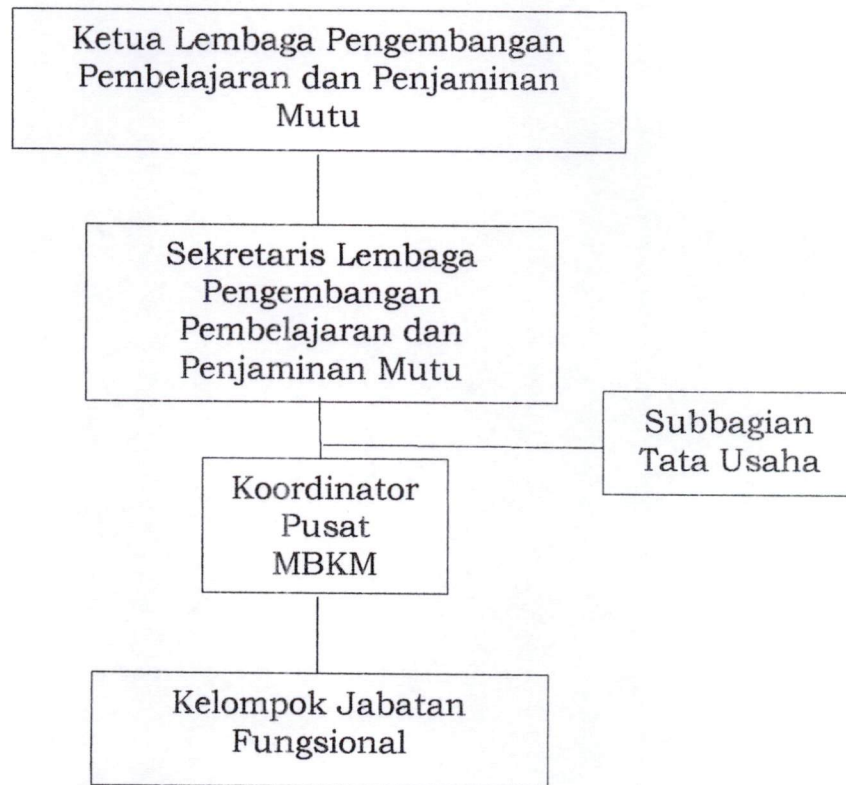 Ketua Lembaga Pengembangan
Pembelajaran dan Penjaminan
Mutu
Sekretaris Lembaga
Pengembangan
Pembelajaran dan
Penjaminan Mutu
Subbagian
Tata Usaha
Koordinator
Pusat
MBKM
Kelompok Jabatan
Fungsional